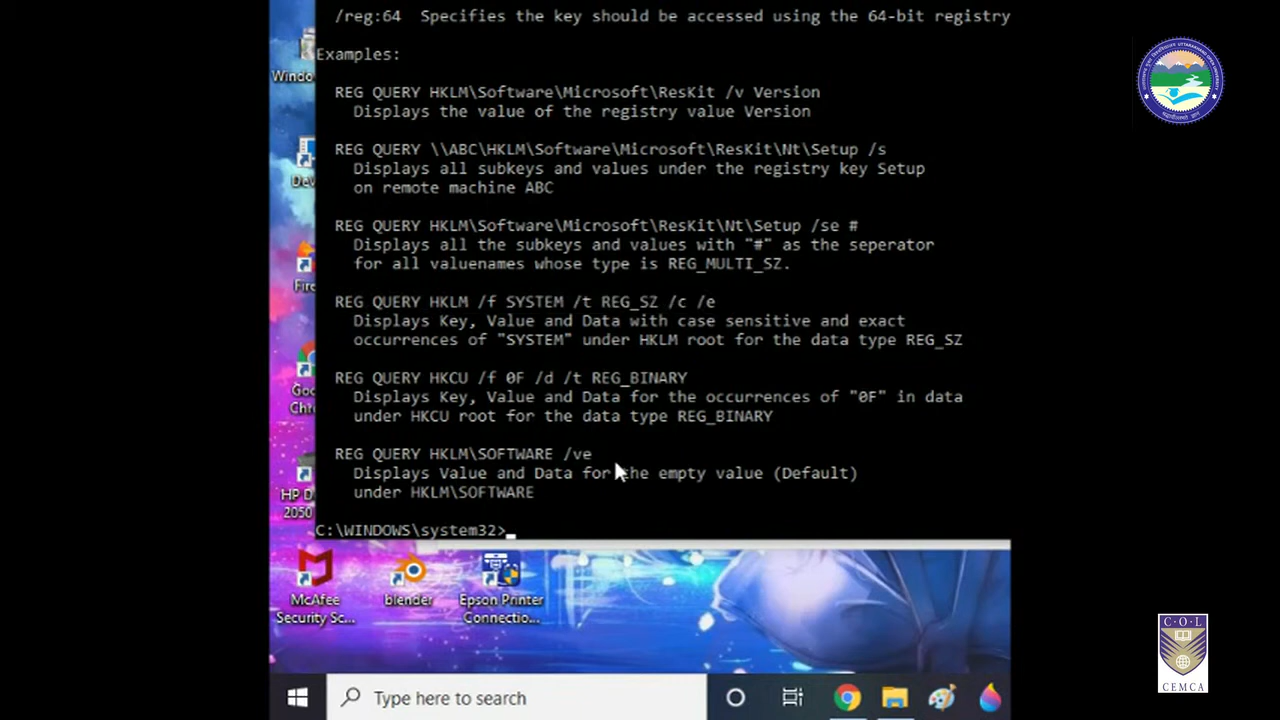 /reg:64  Specifies the key should be accessed using the 64-bit registry
Examples:
REG QUERY HKLM\Software\Microsoft\ResKit /v Version
Displays the value of the registry value Version
REG QUERY \\ABC\HKLM\Software\Microsoft\ResKit\Nt\Setup /s
Displays all subkeys and values under the registry key Setup
on remote machine ABC
REG QUERY HKLM\Software\Microsoft\ResKit\Nt\Setup /se #
Displays all the subkeys and values with "#" as the seperator
for all valuenames whose type is REG_MULTI_SZ.
REG QUERY HKLM /f SYSTEM /t REG_SZ /c /e
Displays Key, Value and Data with case sensitive and exact
occurrences of "SYSTEM" under HKLM root for the data type REG_SZ
REG QUERY HKCU /f 0F /d /t REG_BINARY
Displays Key, Value and Data for the occurrences of "0F" in data
under HKCU root for the data type REG_BINARY
REG QUERY HKLM\SOFTWARE /ve
Displays Value and Data for the empty value (Default)
under HKLM\SOFTWARE
C:\WINDOWS\system32>
Windo
Dev
Fire
Goo
Chr
HP D
2050
McAfee
Security Sc...
blender
Epson Printer
Connectio...
Type here to search
C·O·L
CEMCA